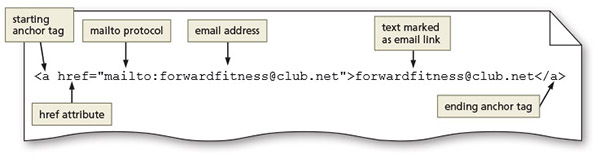 starting
anchor tag
mailto protocol
email address
text marked
as email link
<a href="mailto:forwardfitness@club.net">forwardfitness@club.net</a>
href attribute
ending anchor tag